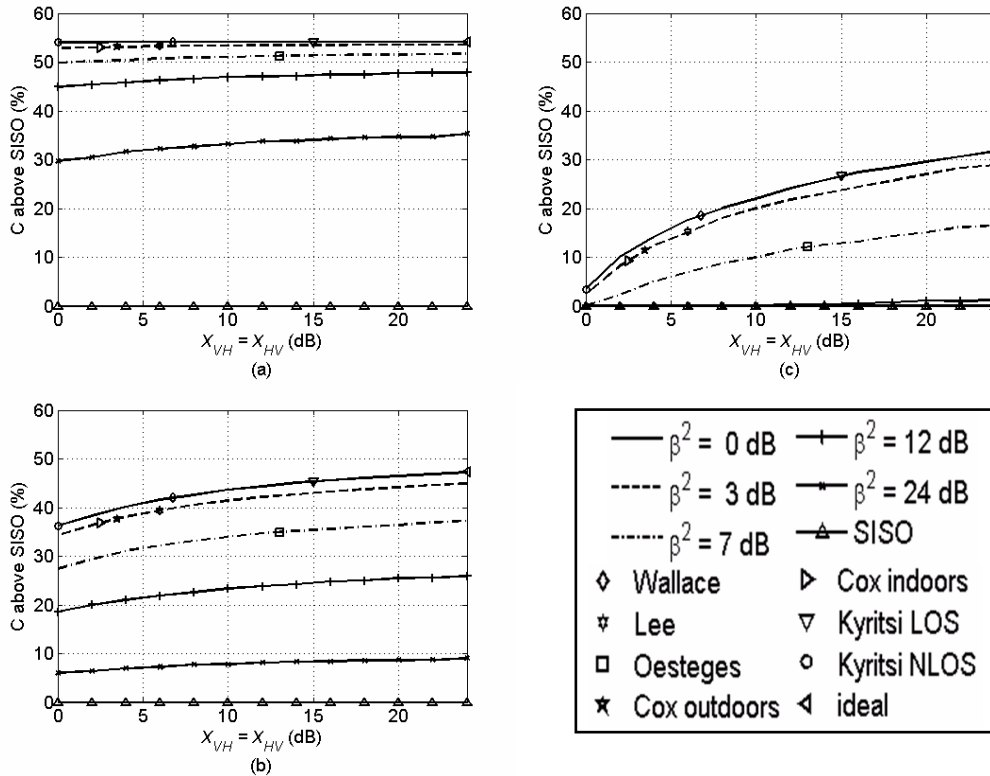 C above SISO (%)
60
50
40
30
20
10
0
0 5 10 15 20
X_VH = X_HV (dB)
(a)
C above SISO (%)
60
50
40
30
20
10
0
0 5 10 15 20
X_VH = X_HV (dB)
(c)
C above SISO (%)
60
50
40
30
20
10
0
0 5 10 15 20
X_VH = X_HV (dB)
(b)
β² = 0 dB β² = 12 dB
β² = 3 dB β² = 24 dB
β² = 7 dB SISO
Wallace Cox indoors
Lee Kyritsi LOS
Oesteges Kyritsi NLOS
Cox outdoors ideal